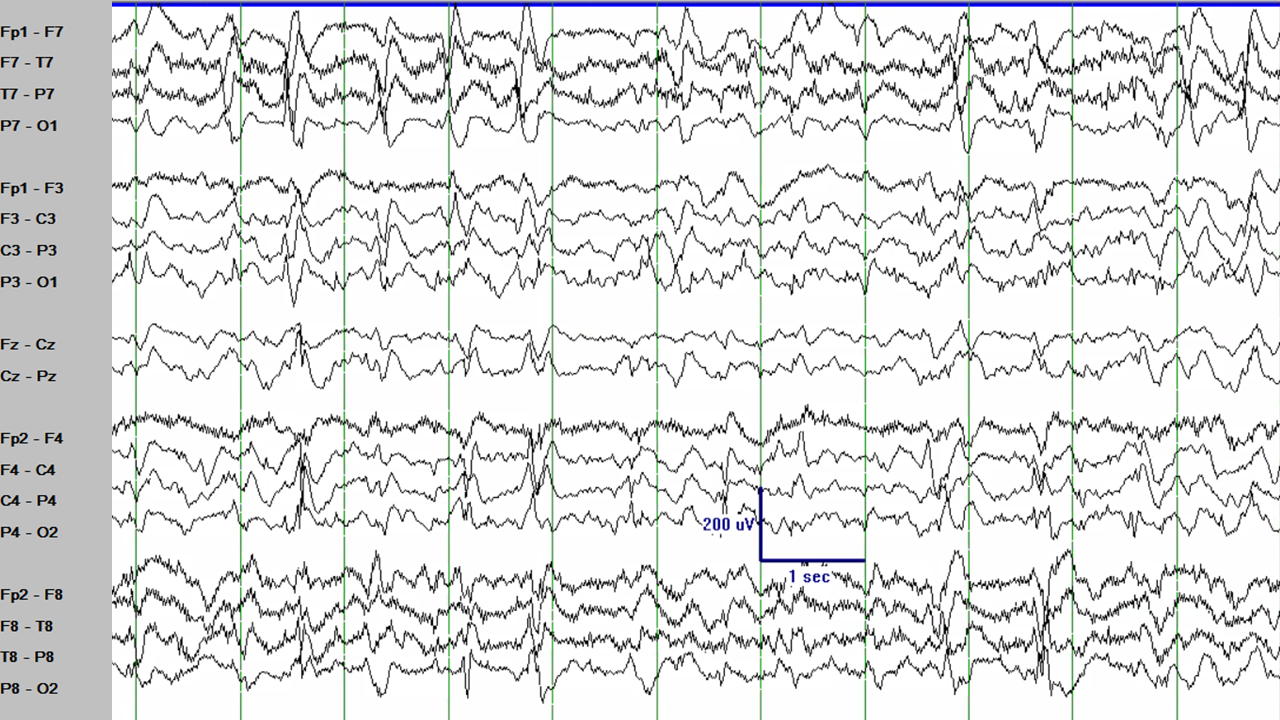 Fp1 - F7
F7 - T7
T7 - P7
P7 - O1
Fp1 - F3
F3 - C3
C3 - P3
P3 - O1
Fz - Cz
Cz - Pz
Fp2 - F4
F4 - C4
C4 - P4
P4 - O2
200 uV
1 sec
Fp2 - F8
F8 - T8
T8 - P8
P8 - O2